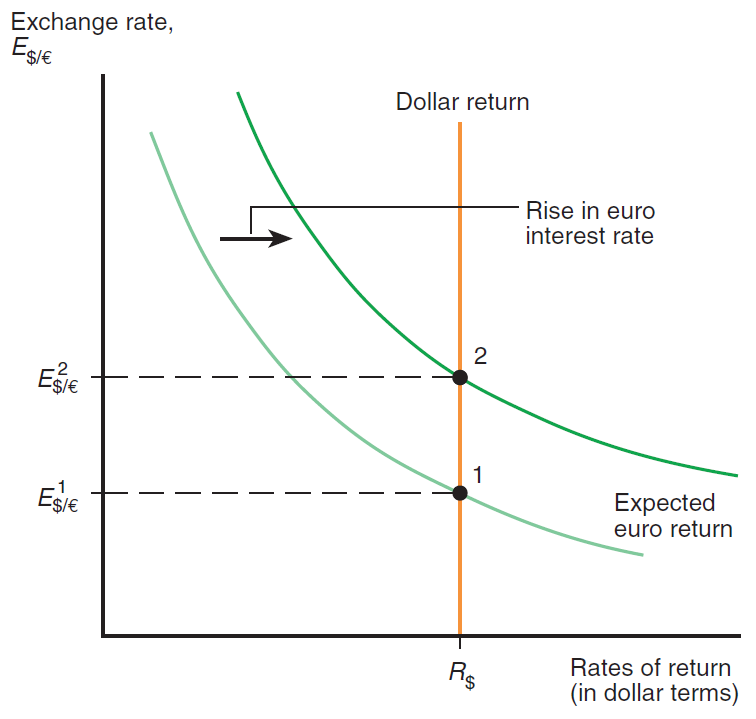 Exchange rate,
E$/€
Dollar return
Rise in euro
interest rate
2
E²$/€
1
E¹$/€
Expected
euro return
R$
Rates of return
(in dollar terms)